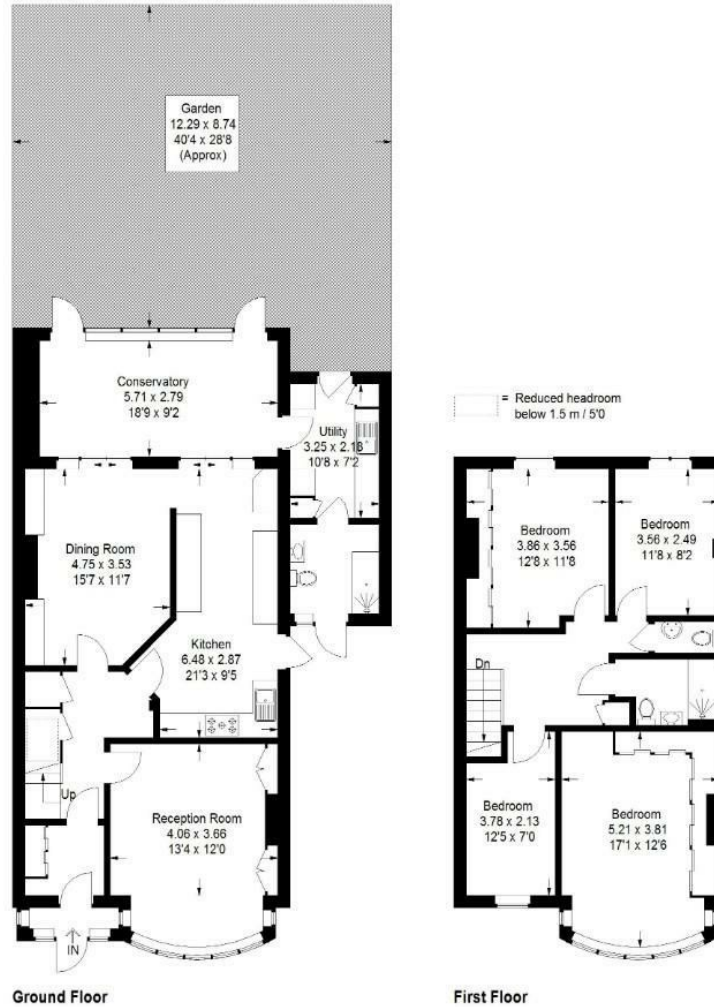 Garden
12.29 x 8.74
40'4 x 28'8
(Approx)
Conservatory
5.71 x 2.79
18'9 x 9'2
Utility
3.25 x 2.18
10'8 x 7'2
= Reduced headroom
below 1.5 m / 5'0
Dining Room
4.75 x 3.53
15'7 x 11'7
Kitchen
6.48 x 2.87
21'3 x 9'5
Up
Reception Room
4.06 x 3.66
13'4 x 12'0
IN
Ground Floor
Bedroom
3.86 x 3.56
12'8 x 11'8
Bedroom
3.56 x 2.49
11'8 x 8'2
Dn
Bedroom
3.78 x 2.13
12'5 x 7'0
Bedroom
5.21 x 3.81
17'1 x 12'6
First Floor